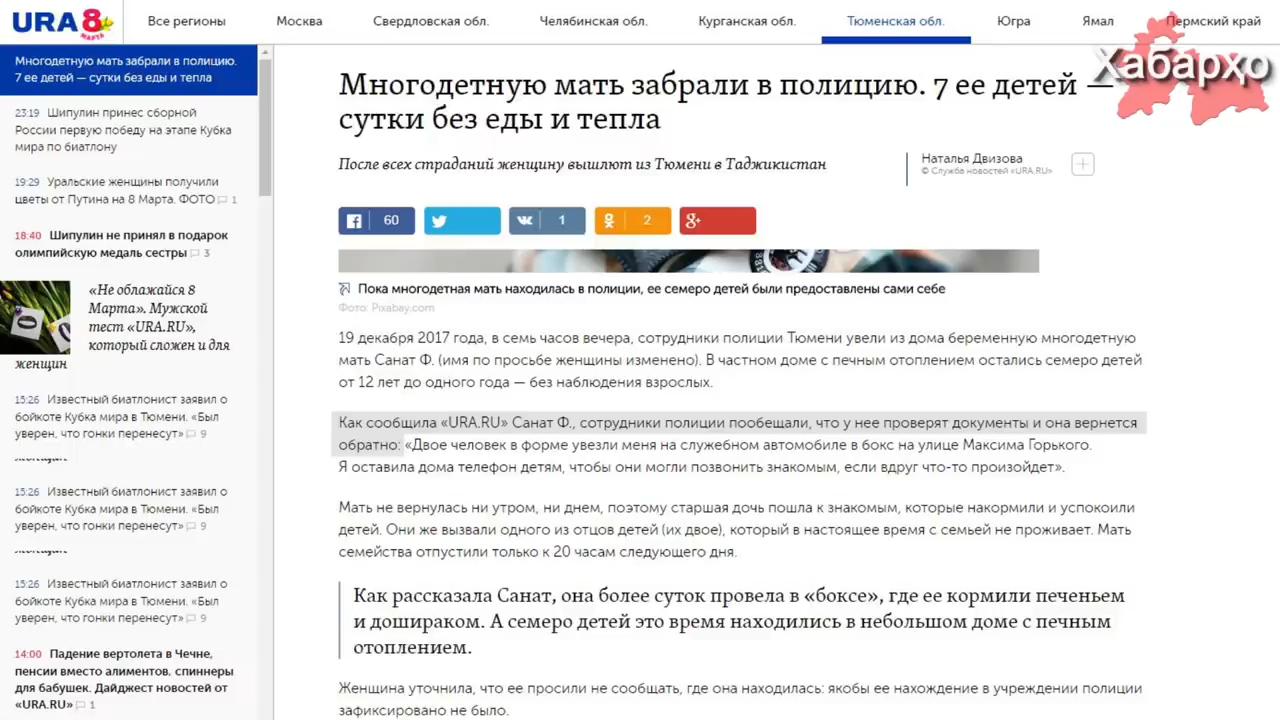 URA 8 МАРТА
Все регионы
Москва
Свердловская обл.
Челябинская обл.
Курганская обл.
Тюменская обл.
Югра
Ямал
Пермский край
Хабарҳо
Многодетную мать забрали в полицию.
7 ее детей — сутки без еды и тепла
23:19 Шипулин принес сборной
России первую победу на этапе Кубка
мира по биатлону
19:29 Уральские женщины получили
цветы от Путина на 8 Марта. ФОТО 1
18:40 Шипулин не принял в подарок
олимпийскую медаль сестры 3
«Не облажайся 8
Марта». Мужской
тест «URA.RU»,
который сложен и для
женщин
15:26 Известный биатлонист заявил о
бойкоте Кубка мира в Тюмени. «Был
уверен, что гонки перенесут» 9
15:26 Известный биатлонист заявил о
бойкоте Кубка мира в Тюмени. «Был
уверен, что гонки перенесут» 9
15:26 Известный биатлонист заявил о
бойкоте Кубка мира в Тюмени. «Был
уверен, что гонки перенесут» 9
14:00 Падение вертолета в Чечне,
пенсии вместо алиментов, спиннеры
для бабушек. Дайджест новостей от
«URA.RU» 1
Многодетную мать забрали в полицию. 7 ее детей —
сутки без еды и тепла
После всех страданий женщину вышлют из Тюмени в Таджикистан
Наталья Двизова
© Служба новостей «URA.RU»
60
1
2
Пока многодетная мать находилась в полиции, ее семеро детей были предоставлены сами себе
Фото: Pixabay.com
19 декабря 2017 года, в семь часов вечера, сотрудники полиции Тюмени увели из дома беременную многодетную
мать Санат Ф. (имя по просьбе женщины изменено). В частном доме с печным отоплением остались семеро детей
от 12 лет до одного года — без наблюдения взрослых.
Как сообщила «URA.RU» Санат Ф., сотрудники полиции пообещали, что у нее проверят документы и она вернется
обратно: «Двое человек в форме увезли меня на служебном автомобиле в бокс на улице Максима Горького.
Я оставила дома телефон детям, чтобы они могли позвонить знакомым, если вдруг что-то произойдет».
Мать не вернулась ни утром, ни днем, поэтому старшая дочь пошла к знакомым, которые накормили и успокоили
детей. Они же вызвали одного из отцов детей (их двое), который в настоящее время с семьей не проживает. Мать
семейства отпустили только к 20 часам следующего дня.
Как рассказала Санат, она более суток провела в «боксе», где ее кормили печеньем
и дошираком. А семеро детей это время находились в небольшом доме с печным
отоплением.
Женщина уточнила, что ее просили не сообщать, где она находилась: якобы ее нахождение в учреждении полиции
зафиксировано не было.